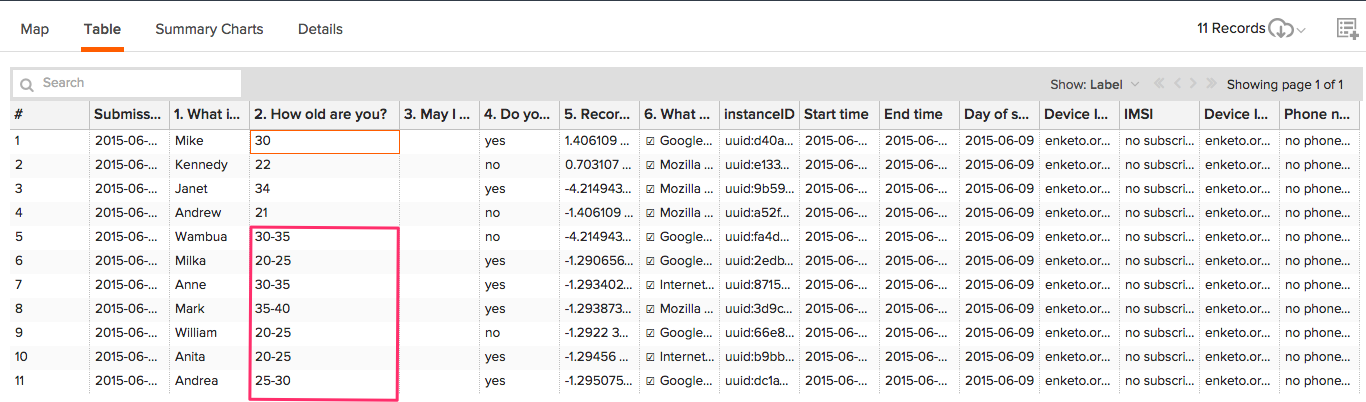 Map Table Summary Charts Details 11 Records
Search Show: Label Showing page 1 of 1
# Submiss... 1. What i... 2. How old are you? 3. May I ... 4. Do yo... 5. Recor... 6. What ... instanceID Start time End time Day of s... Device I... IMSI Device I... Phone n...
1 2015-06-... Mike 30 yes 1.406109 ... ☑ Google... uuid:d40a... 2015-06-... 2015-06-... 2015-06-09 enketo.or... no subscri... enketo.or... no phone...
2 2015-06-... Kennedy 22 no 0.703107 ... ☑ Mozilla ... uuid:e133... 2015-06-... 2015-06-... 2015-06-09 enketo.or... no subscri... enketo.or... no phone...
3 2015-06-... Janet 34 yes -4.214943... ☑ Mozilla ... uuid:9b59... 2015-06-... 2015-06-... 2015-06-09 enketo.or... no subscri... enketo.or... no phone...
4 2015-06-... Andrew 21 no -1.406109 ... ☑ Mozilla ... uuid:a52f... 2015-06-... 2015-06-... 2015-06-09 enketo.or... no subscri... enketo.or... no phone...
5 2015-06-... Wambua 30-35 no -4.214943... ☑ Google... uuid:fa4d... 2015-06-... 2015-06-... 2015-06-09 enketo.or... no subscri... enketo.or... no phone...
6 2015-06-... Milka 20-25 yes -1.290656... ☑ Google... uuid:2edb... 2015-06-... 2015-06-... 2015-06-09 enketo.or... no subscri... enketo.or... no phone...
7 2015-06-... Anne 30-35 yes -1.293402... ☑ Internet... uuid:8715... 2015-06-... 2015-06-... 2015-06-09 enketo.or... no subscri... enketo.or... no phone...
8 2015-06-... Mark 35-40 yes -1.293873... ☑ Mozilla ... uuid:3d9c... 2015-06-... 2015-06-... 2015-06-09 enketo.or... no subscri... enketo.or... no phone...
9 2015-06-... William 20-25 no -1.2922 3... ☑ Google... uuid:66e8... 2015-06-... 2015-06-... 2015-06-09 enketo.or... no subscri... enketo.or... no phone...
10 2015-06-... Anita 20-25 yes -1.29456 ... ☑ Internet... uuid:b9bb... 2015-06-... 2015-06-... 2015-06-09 enketo.or... no subscri... enketo.or... no phone...
11 2015-06-... Andrea 25-30 yes -1.295075... ☑ Google... uuid:dc1a... 2015-06-... 2015-06-... 2015-06-09 enketo.or... no subscri... enketo.or... no phone...